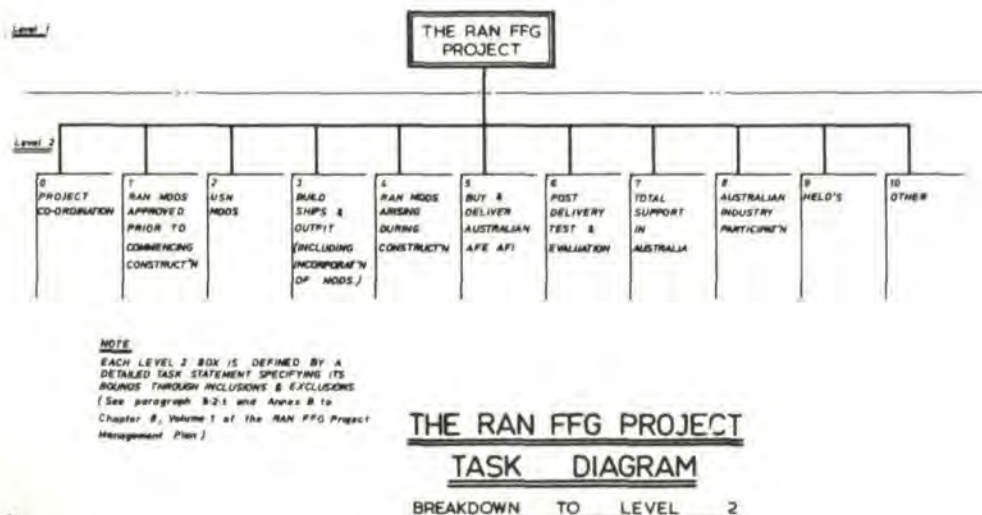 Level 1
THE RAN FFG
PROJECT
Level 2
0
PROJECT
CO-ORDINATION
1
RAN MODS
APPROVED
PRIOR TO
COMMENCING
CONSTRUCT'N
2
USN
MODS
3
BUILD
SHIPS &
OUTFIT
(INCLUDING
INCORPORAT'N
OF MODS.)
4
RAN MODS
ARISING
DURING
CONSTRUCT'N
5
BUY &
DELIVER
AUSTRALIAN
AFE AFI
6
POST
DELIVERY
TEST &
EVALUATION
7
TOTAL
SUPPORT
IN
AUSTRALIA
8
AUSTRALIAN
INDUSTRY
PARTICIPAT'N
9
HELO'S
10
OTHER
NOTE
EACH LEVEL 2 BOX IS DEFINED BY A
DETAILED TASK STATEMENT SPECIFYING ITS
BOUNDS THROUGH INCLUSIONS & EXCLUSIONS
(See paragraph and Annex B to
Chapter 8, Volume 1 of the RAN FFG Project
Management Plan)
THE RAN FFG PROJECT
TASK DIAGRAM
BREAKDOWN TO LEVEL 2